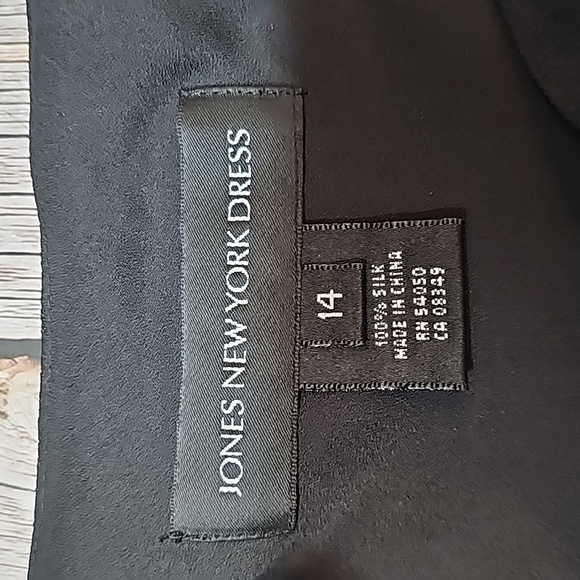 JONES NEW YORK DRESS
14
100% SILK
MADE IN CHINA
RN 54050
CA 08349